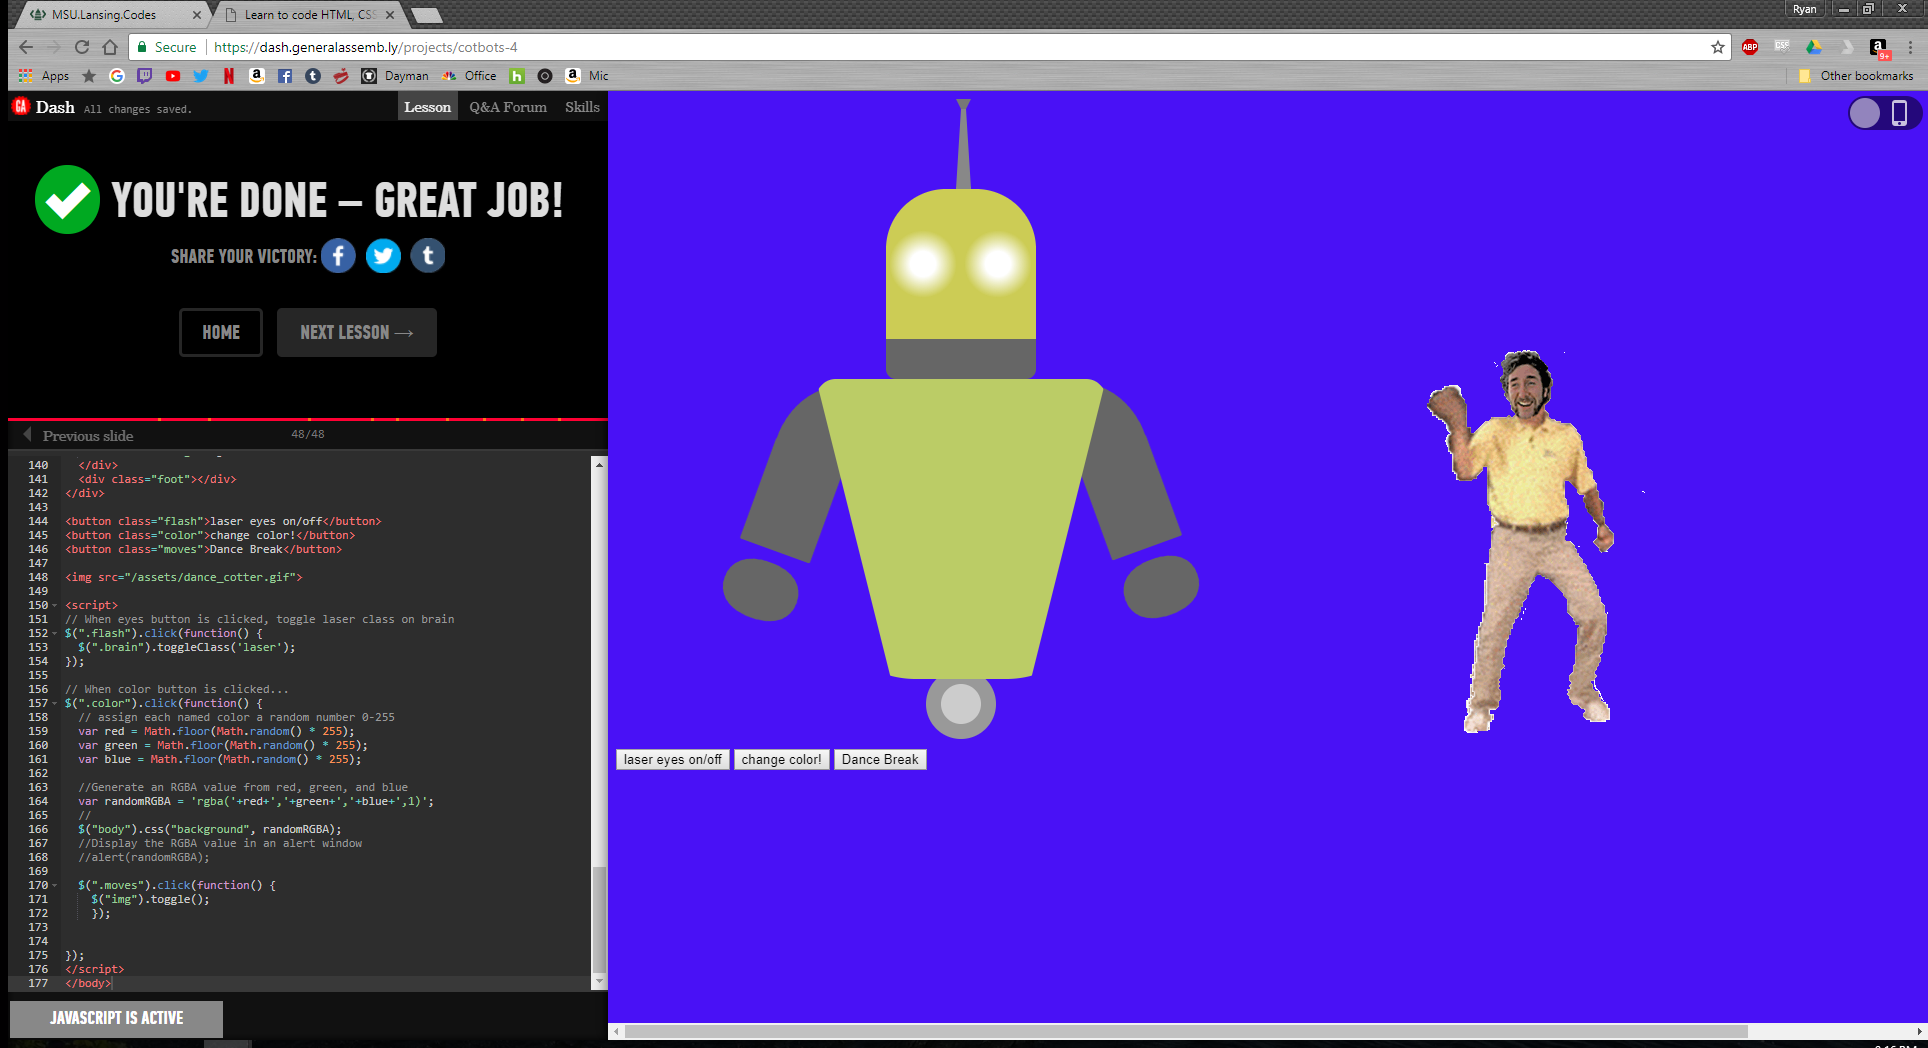 MSU.Lansing.Codes
Learn to code HTML, CSS
Ryan
Secure
https://dash.generalassemb.ly/projects/cotbots-4
ABP
9+
Apps
Dayman
Office
Mic
Other bookmarks
GA
Dash
All changes saved.
Lesson
Q&A Forum
Skills
YOU'RE DONE — GREAT JOB!
SHARE YOUR VICTORY:
HOME
NEXT LESSON →
Previous slide
48/48
140 </div>
141 <div class="foot"></div>
142 </div>
143
144 <button class="flash">laser eyes on/off</button>
145 <button class="color">change color!</button>
146 <button class="moves">Dance Break</button>
147
148 <img src="/assets/dance_cotter.gif">
149
150 <script>
151 // When eyes button is clicked, toggle laser class on brain
152 $(".flash").click(function() {
153 $(".brain").toggleClass('laser');
154 });
155
156 // When color button is clicked...
157 $(".color").click(function() {
158 // assign each named color a random number 0-255
159 var red = Math.floor(Math.random() * 255);
160 var green = Math.floor(Math.random() * 255);
161 var blue = Math.floor(Math.random() * 255);
162
163 //Generate an RGBA value from red, green, and blue
164 var randomRGBA = 'rgba('+red+','+green+','+blue+',1)';
165 //
166 $("body").css("background", randomRGBA);
167 //Display the RGBA value in an alert window
168 //alert(randomRGBA);
169
170 $(".moves").click(function() {
171 $("img").toggle();
172 });
173
174
175 });
176 </script>
177 </body>
JAVASCRIPT IS ACTIVE
laser eyes on/off
change color!
Dance Break